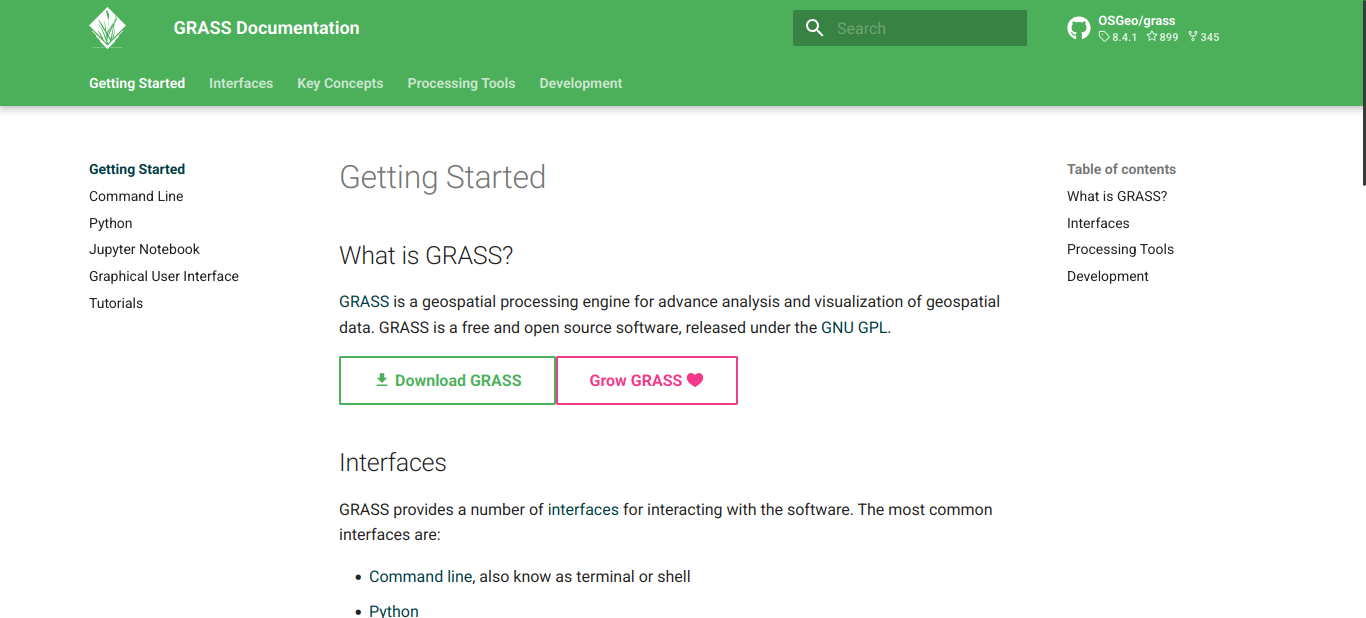 GRASS Documentation
Search
OSGeo/grass
8.4.1 899 345
Getting Started Interfaces Key Concepts Processing Tools Development
Getting Started
Command Line
Python
Jupyter Notebook
Graphical User Interface
Tutorials
Getting Started
What is GRASS?
GRASS is a geospatial processing engine for advance analysis and visualization of geospatial
data. GRASS is a free and open source software, released under the GNU GPL.
Download GRASS Grow GRASS
Interfaces
GRASS provides a number of interfaces for interacting with the software. The most common
interfaces are:
• Command line, also know as terminal or shell
• Python
Table of contents
What is GRASS?
Interfaces
Processing Tools
Development